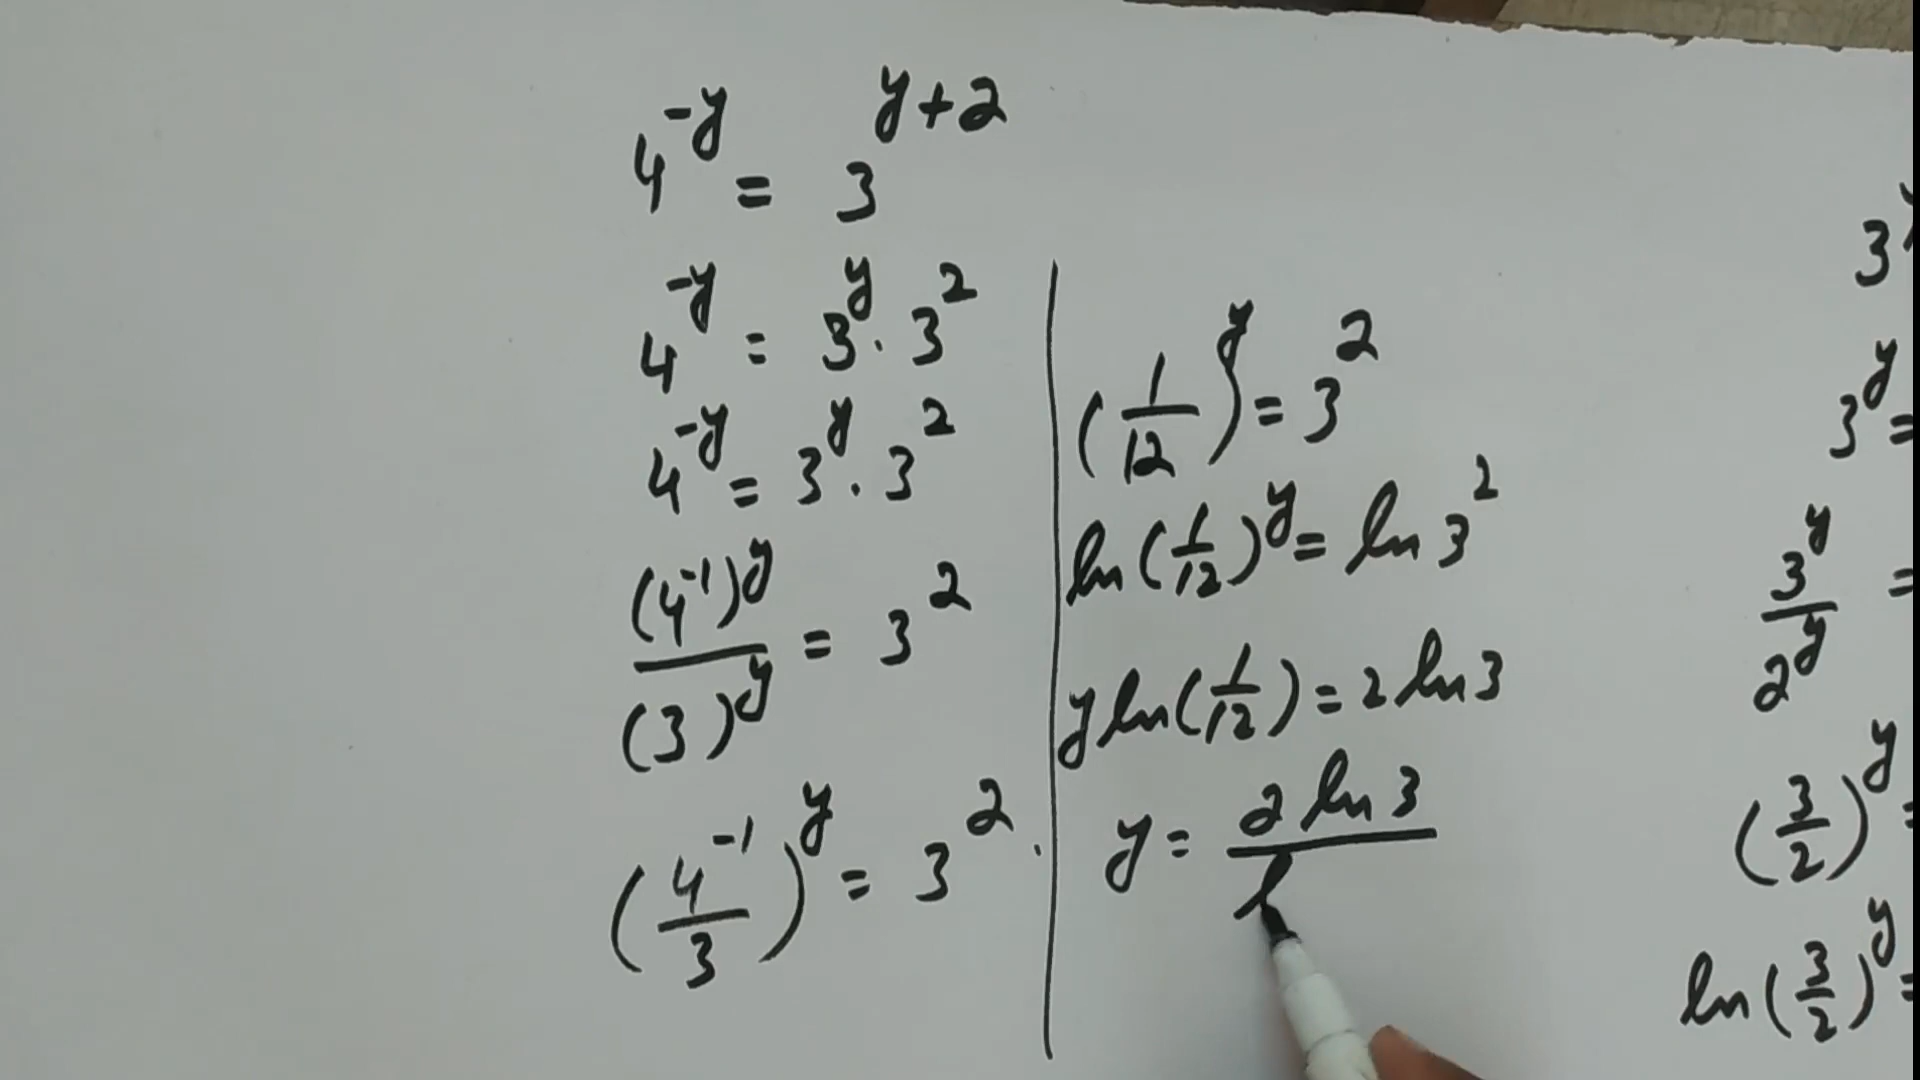 4^{-y} = 3^{y+2}
4^{-y} = 3^{y} . 3^{2}
4^{-y} = 3^{y} . 3^{2}
(4^{-1})^{y} / (3)^{y} = 3^{2}
(4^{-1} / 3)^{y} = 3^{2} .
(1/12)^{y} = 3^{2}
ln(1/12)^{y} = ln 3^{2}
y ln(1/12) = 2 ln 3
y = 2 ln 3 / l
3
3^{y} =
3^{y} / 2^{y} =
(3/2)^{y} =
ln(3/2)^{y} =